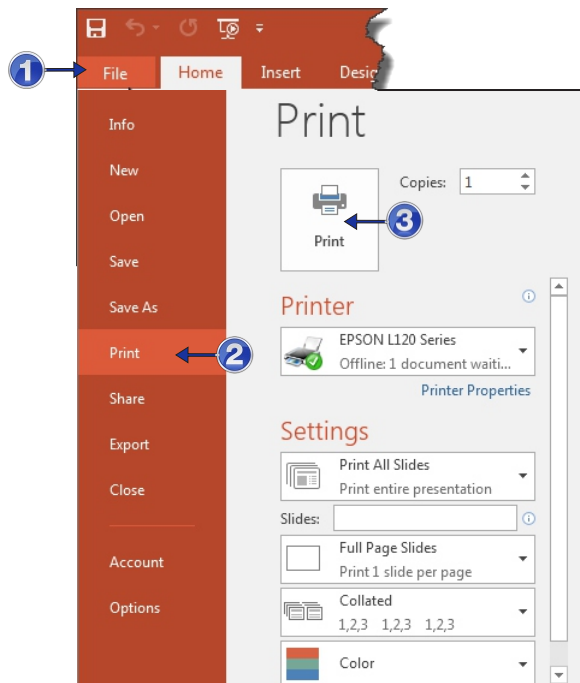 1
File Home Insert Desig
Info
New
Open
Save
Save As
Print
2
Share
Export
Close
Account
Options
Print
Copies: 1
Print
3
Printer
EPSON L120 Series
Offline: 1 document waiti...
Printer Properties
Settings
Print All Slides
Print entire presentation
Slides:
Full Page Slides
Print 1 slide per page
Collated
1,2,3 1,2,3 1,2,3
Color